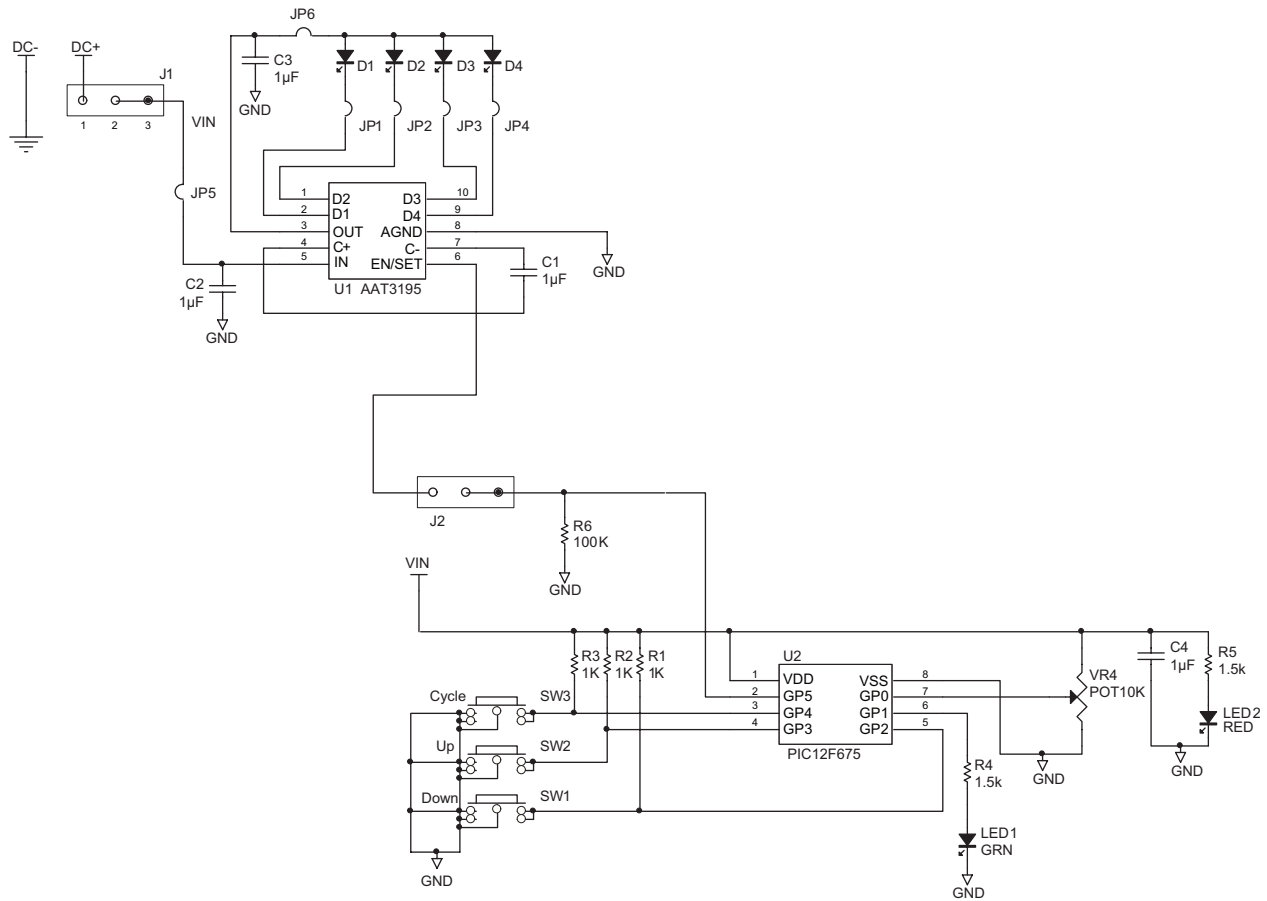 JP6
DC-
DC+
J1
1
2
3
VIN
C3
1µF
GND
D1
D2
D3
D4
JP1
JP2
JP3
JP4
JP5
1
2
3
4
5
D2
D1
OUT
C+
IN
D3
D4
AGND
C-
EN/SET
10
9
8
7
6
U1 AAT3195
C2
1µF
GND
C1
1µF
GND
J2
R6
100K
GND
VIN
R3
1K
R2
1K
R1
1K
Cycle
SW3
Up
SW2
Down
SW1
GND
U2
1
2
3
4
VDD
GP5
GP4
GP3
VSS
GP0
GP1
GP2
8
7
6
5
PIC12F675
R4
1.5k
LED1
GRN
GND
VR4
POT10K
GND
C4
1µF
R5
1.5k
LED2
RED
GND